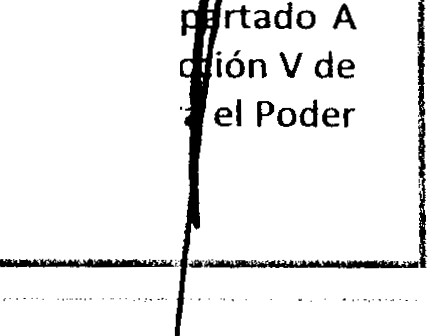 partado A
ción V de
el Poder